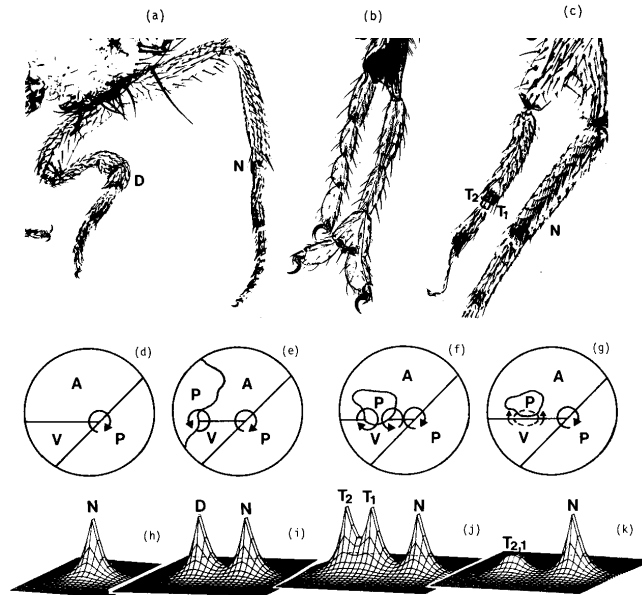 (a) (b) (c)
D N T2 T1 N
(d) (e) (f) (g)
A A A A
P P P
V P V P V P V P
N D N T2 T1 N N
(h) (i) (j) (k)
T2,1